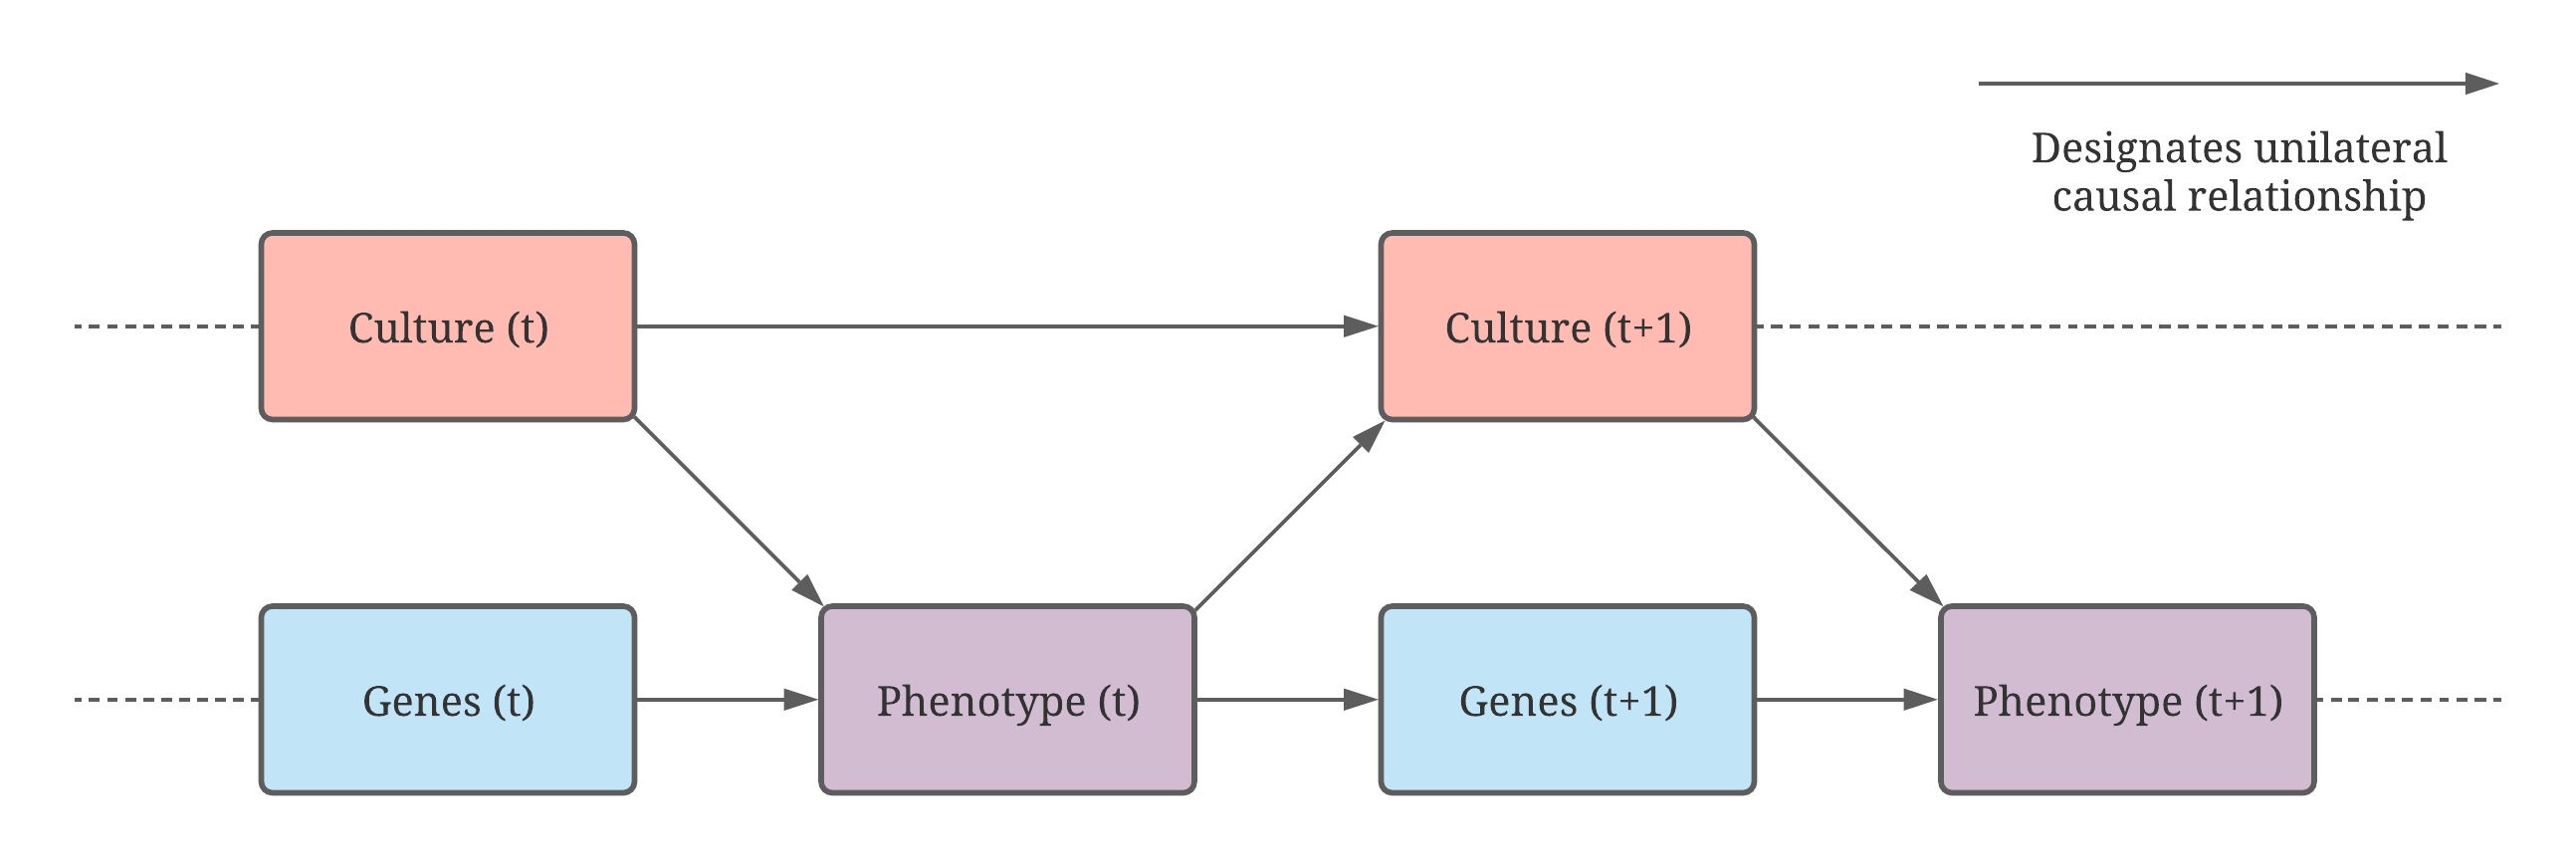 Designates unilateral
causal relationship
Culture (t)
Culture (t+1)
Genes (t)
Phenotype (t)
Genes (t+1)
Phenotype (t+1)